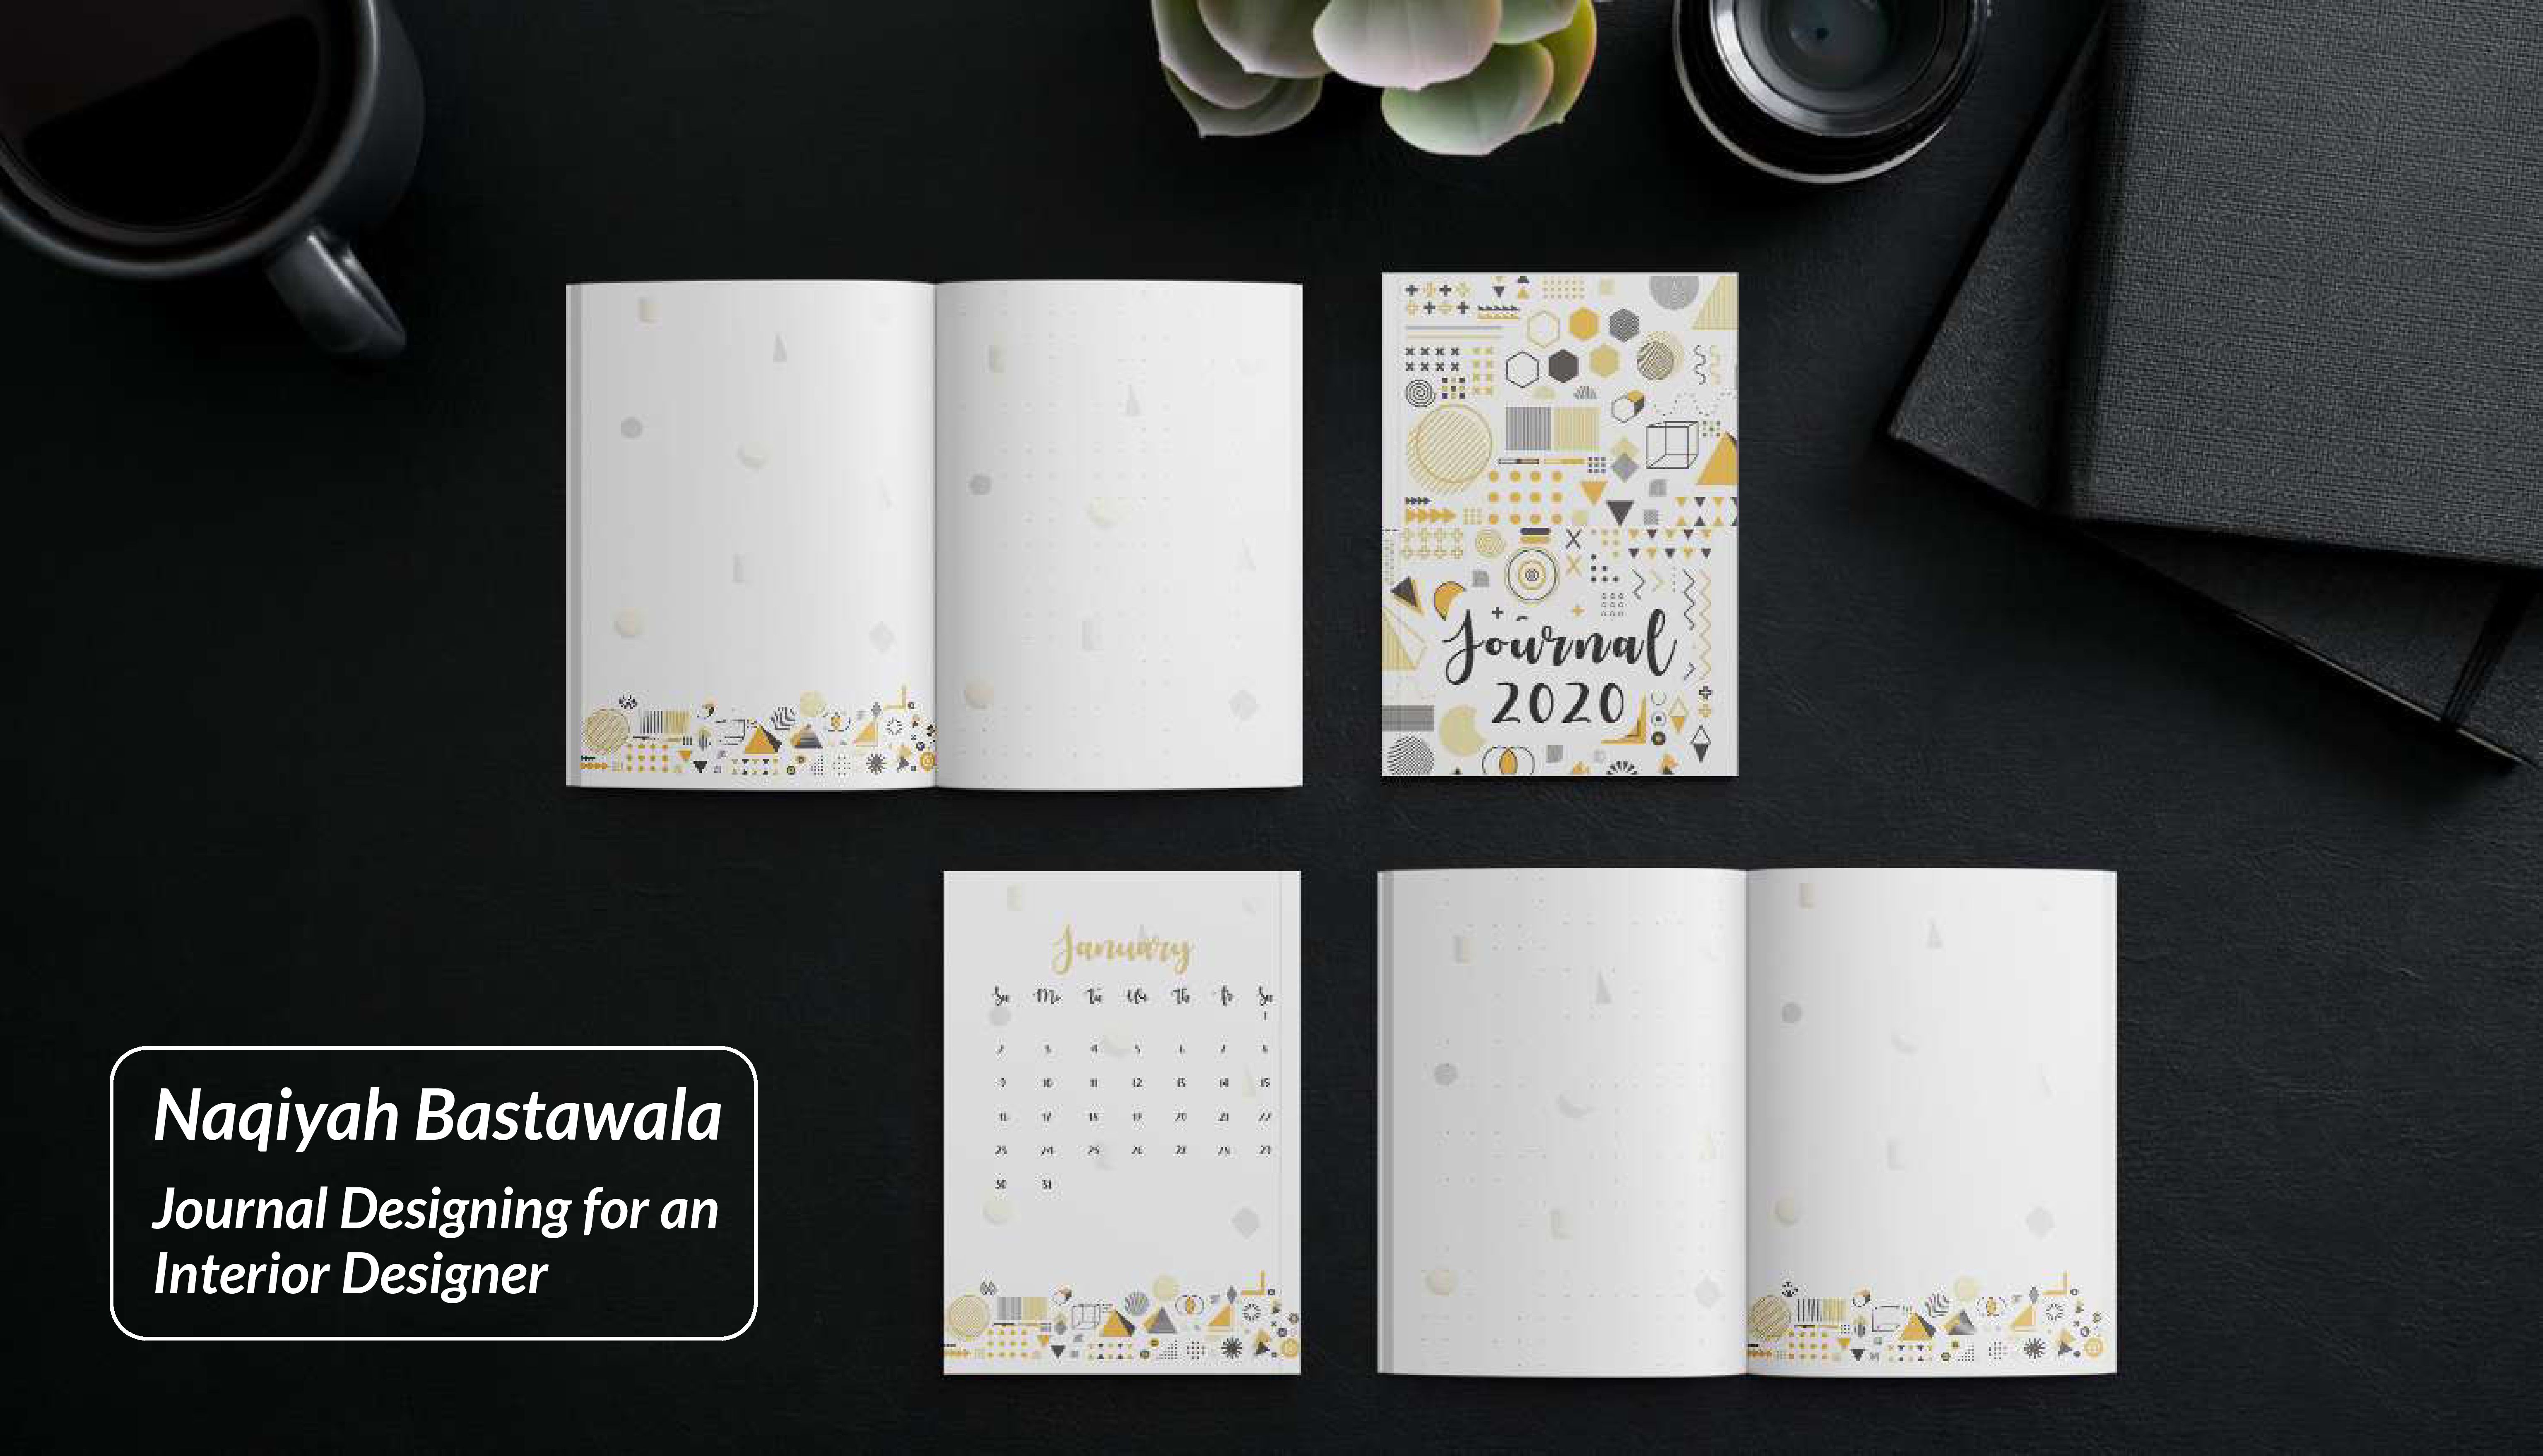 Journal
2020
January
Su Mo Tu We Th Fr Sa
1
2 3 4 5 6 7 8
9 10 11 12 13 14 15
16 17 18 19 20 21 22
23 24 25 26 27 28 29
30 31
Naqiyah Bastawala
Journal Designing for an
Interior Designer